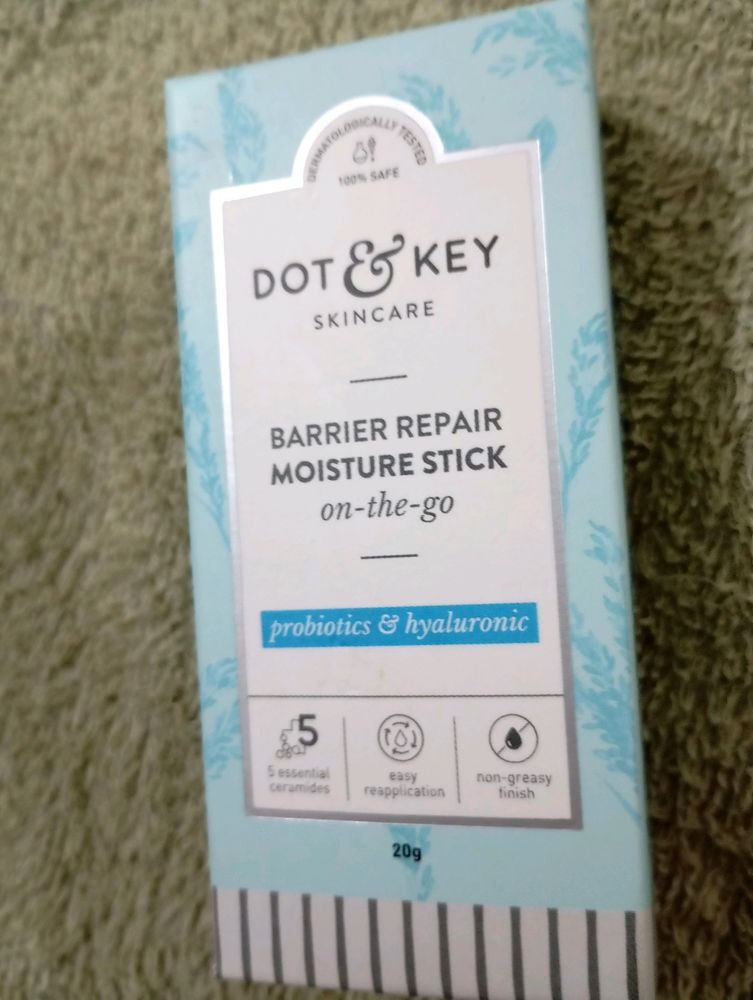 DERMATOLOGICALLY TESTED
100% SAFE
DOT & KEY
SKINCARE
BARRIER REPAIR
MOISTURE STICK
on-the-go
probiotics & hyaluronic
5
5 essential
ceramides
easy
reapplication
non-greasy
finish
20g